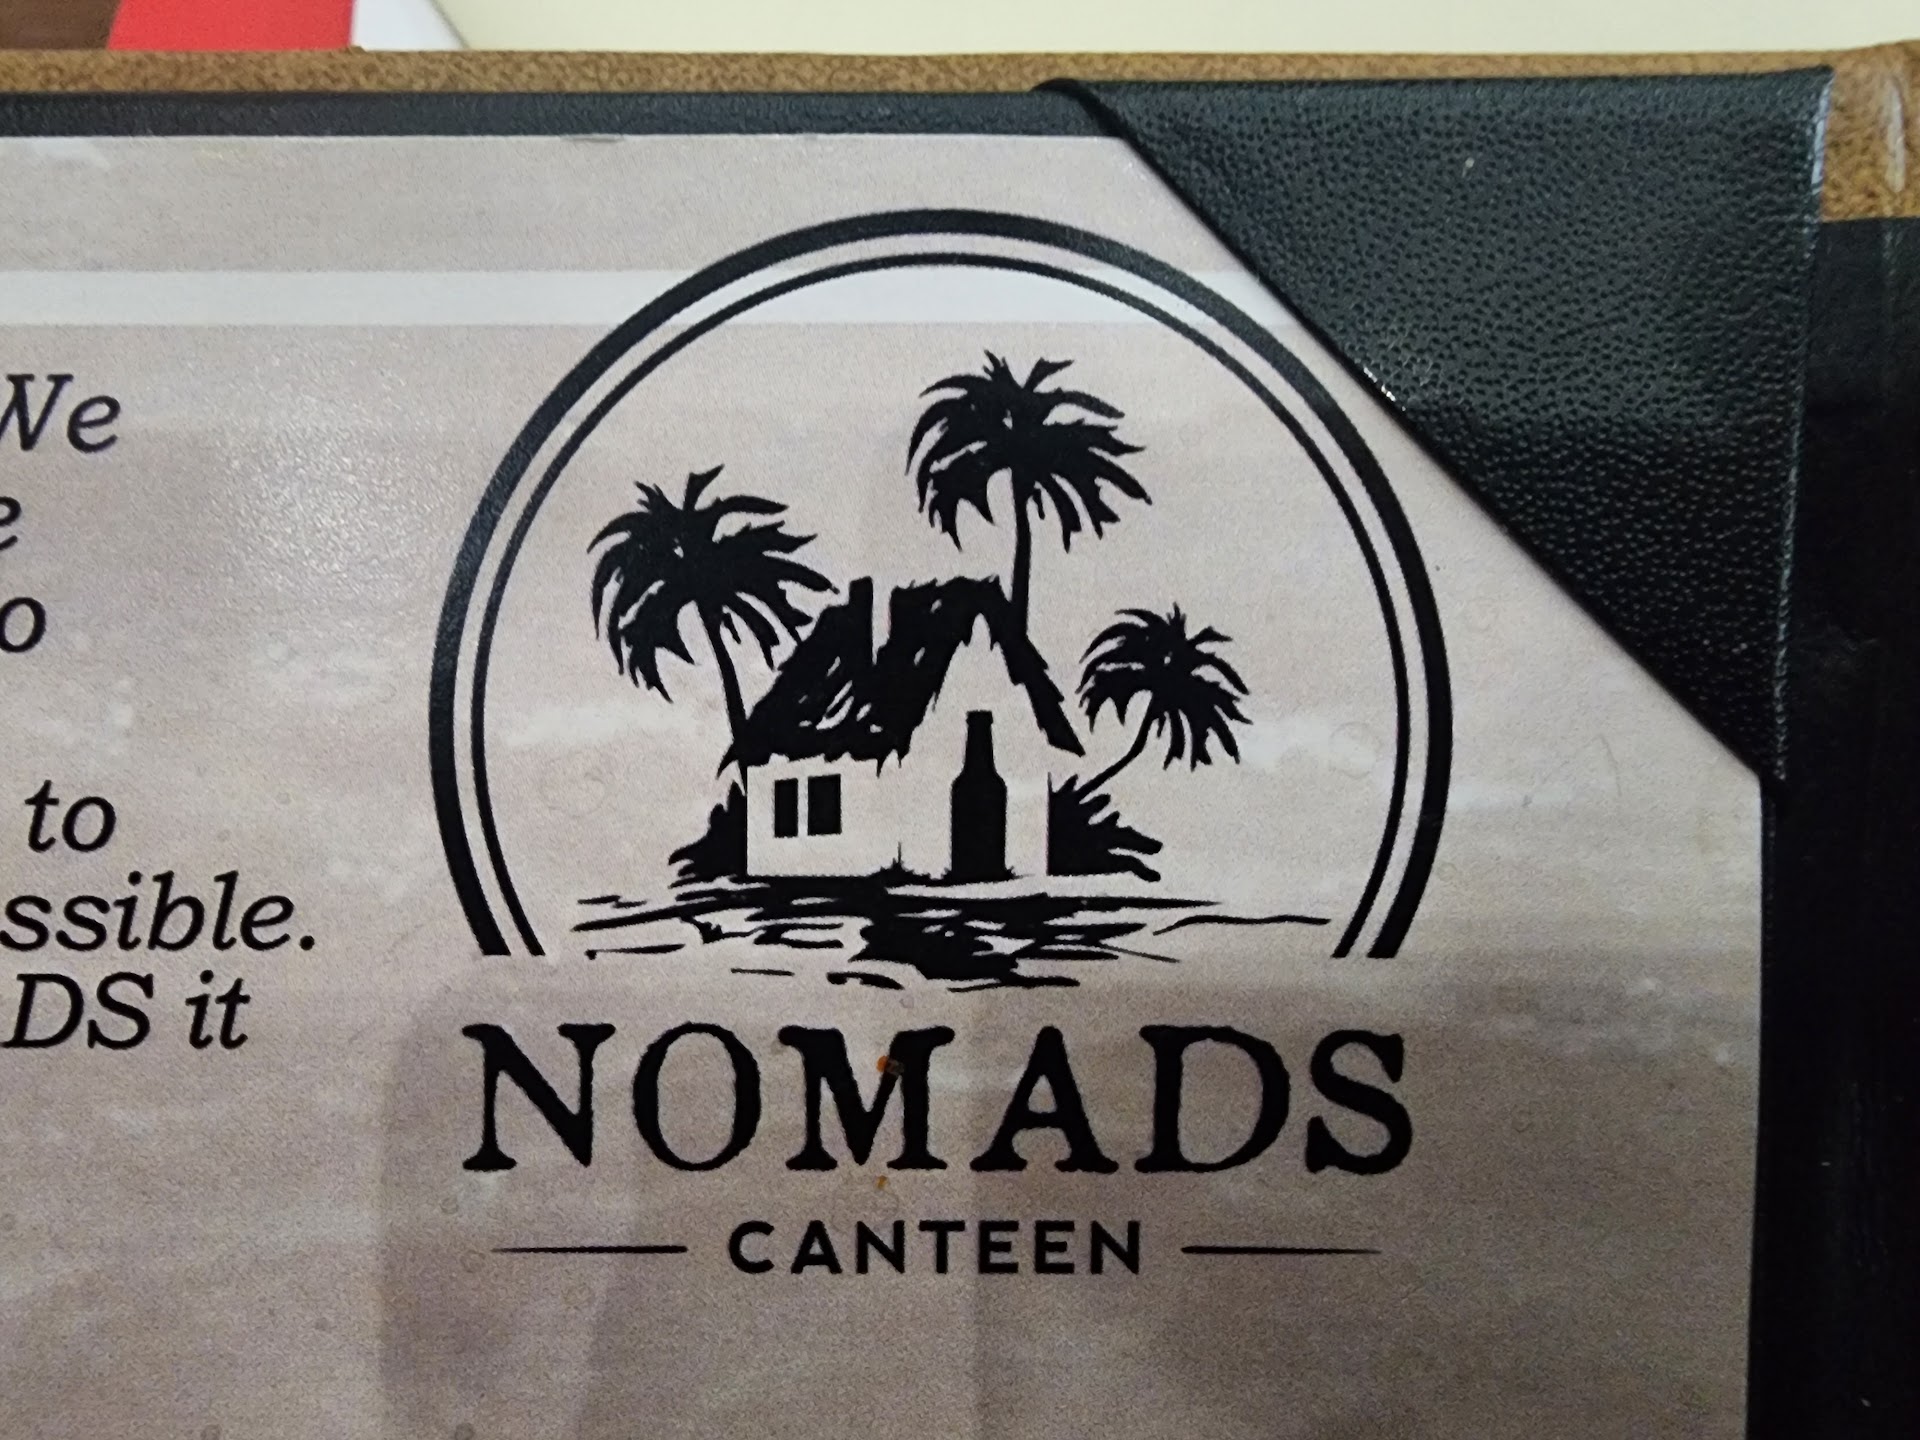 We
to
ssible.
DS it
NOMADS
CANTEEN